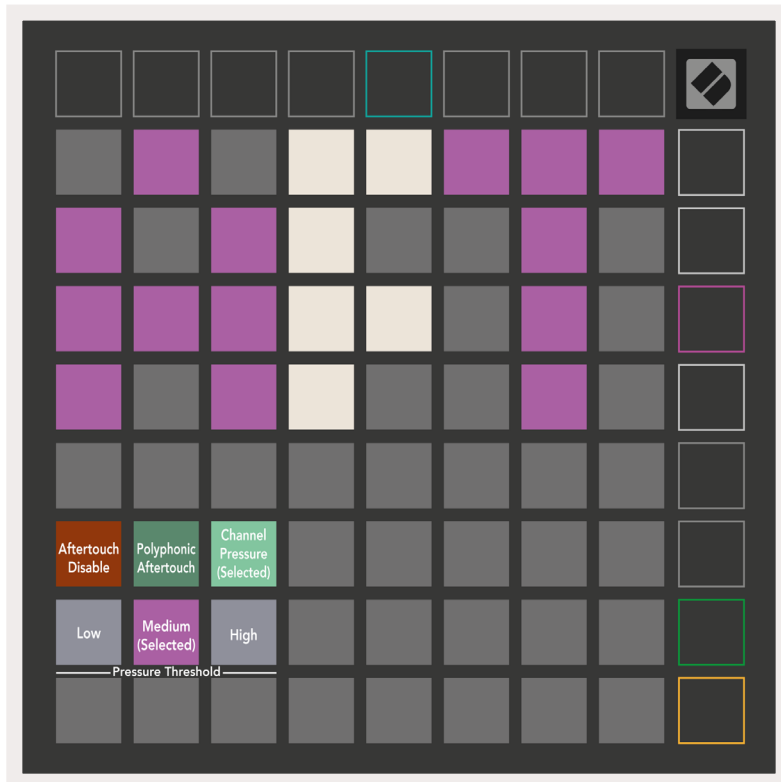 Aftertouch
Disable
Polyphonic
Aftertouch
Channel
Pressure
(Selected)
Low
Medium
(Selected)
High
Pressure Threshold